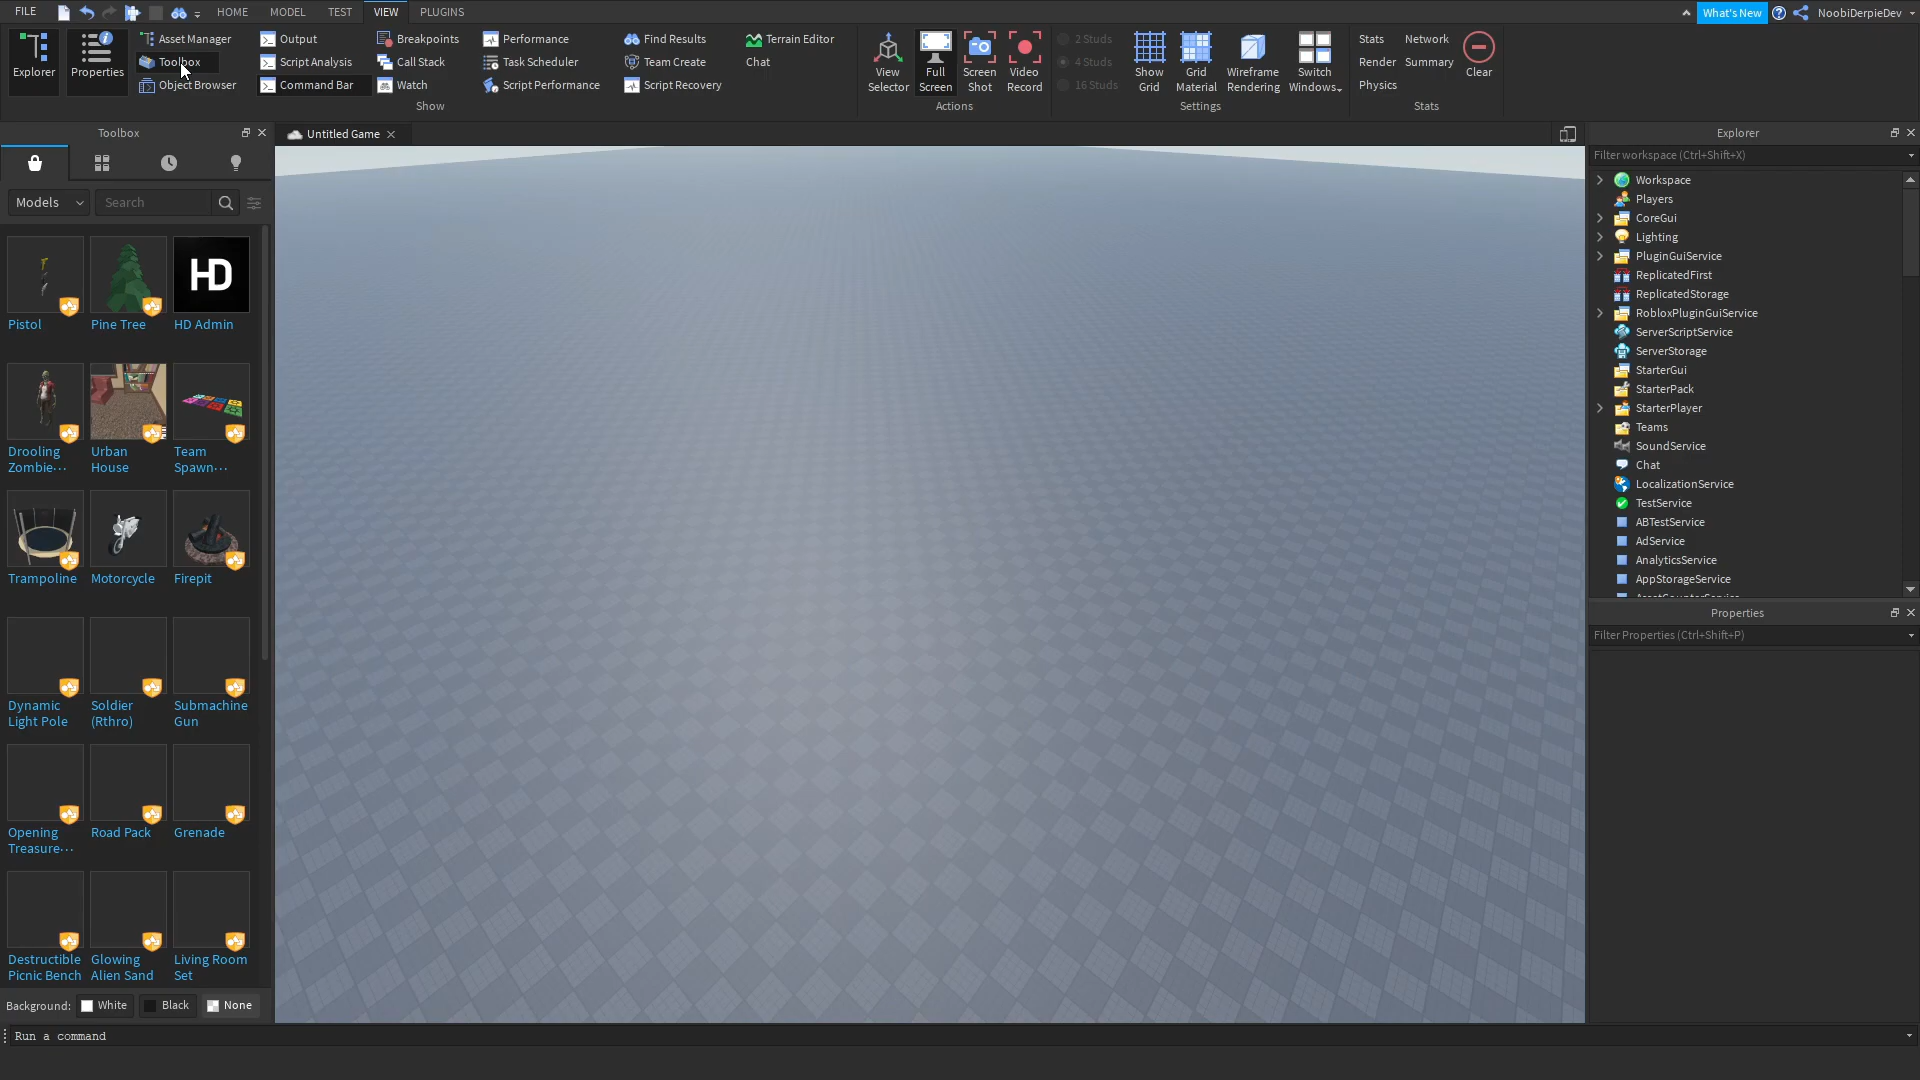 FILE
HOME
MODEL
TEST
VIEW
PLUGINS
What's New
NoobiDerpieDev
Explorer
Properties
Asset Manager
Toolbox
Object Browser
Output
Script Analysis
Command Bar
Breakpoints
Call Stack
Watch
Performance
Task Scheduler
Script Performance
Find Results
Team Create
Script Recovery
Terrain Editor
Chat
Show
View
Selector
Full
Screen
Screen
Shot
Video
Record
Actions
2 Studs
4 Studs
16 Studs
Show
Grid
Grid
Material
Wireframe
Rendering
Switch
Windows
Settings
Stats
Network
Render
Summary
Physics
Clear
Stats
Toolbox
Models
Search
Pistol
Pine Tree
HD
HD Admin
Drooling
Zombie...
Urban
House
Team
Spawn...
Trampoline
Motorcycle
Firepit
Dynamic
Light Pole
Soldier
(Rthro)
Submachine
Gun
Opening
Treasure...
Road Pack
Grenade
Destructible
Picnic Bench
Glowing
Alien Sand
Living Room
Set
Background:
White
Black
None
Run a command
Untitled Game
Explorer
Filter workspace (Ctrl+Shift+X)
Workspace
Players
CoreGui
Lighting
PluginGuiService
ReplicatedFirst
ReplicatedStorage
RobloxPluginGuiService
ServerScriptService
ServerStorage
StarterGui
StarterPack
StarterPlayer
Teams
SoundService
Chat
LocalizationService
TestService
ABTestService
AdService
AnalyticsService
AppStorageService
Properties
Filter Properties (Ctrl+Shift+P)